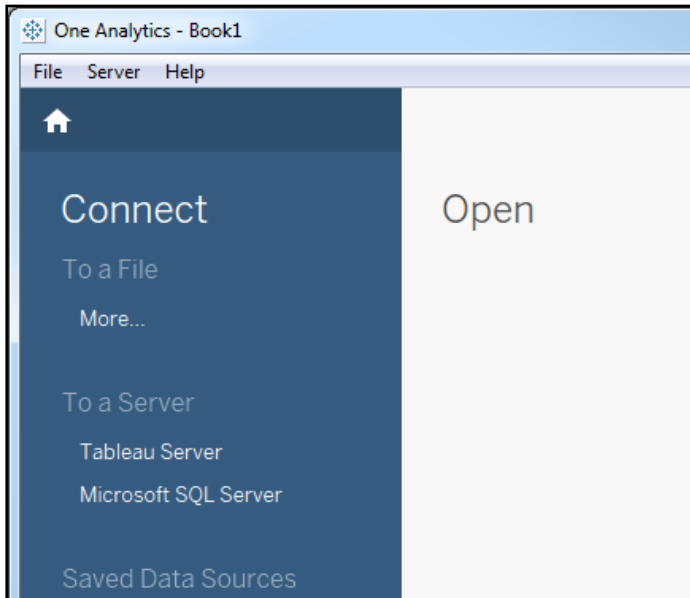 One Analytics - Book1
File Server Help
Connect
Open
To a File
More...
To a Server
Tableau Server
Microsoft SQL Server
Saved Data Sources